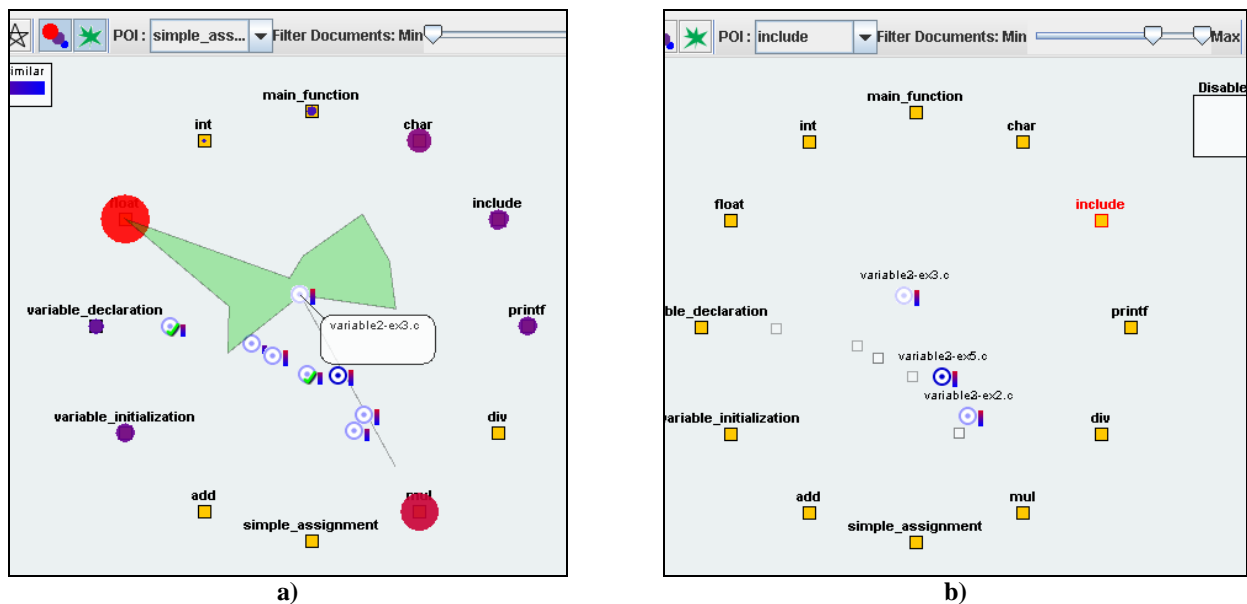 POI : simple_ass... Filter Documents: Min
imilar
main_function
int
char
float
include
variable_declaration
printf
variable2-ex3.c
variable_initialization
div
add
mul
simple_assignment
a)
POI : include Filter Documents: Min Max
Disable
main_function
int
char
float
include
variable2-ex3.c
ble_declaration
printf
variable2-ex5.c
variable3-ex2.c
variable_initialization
div
add
mul
simple_assignment
b)